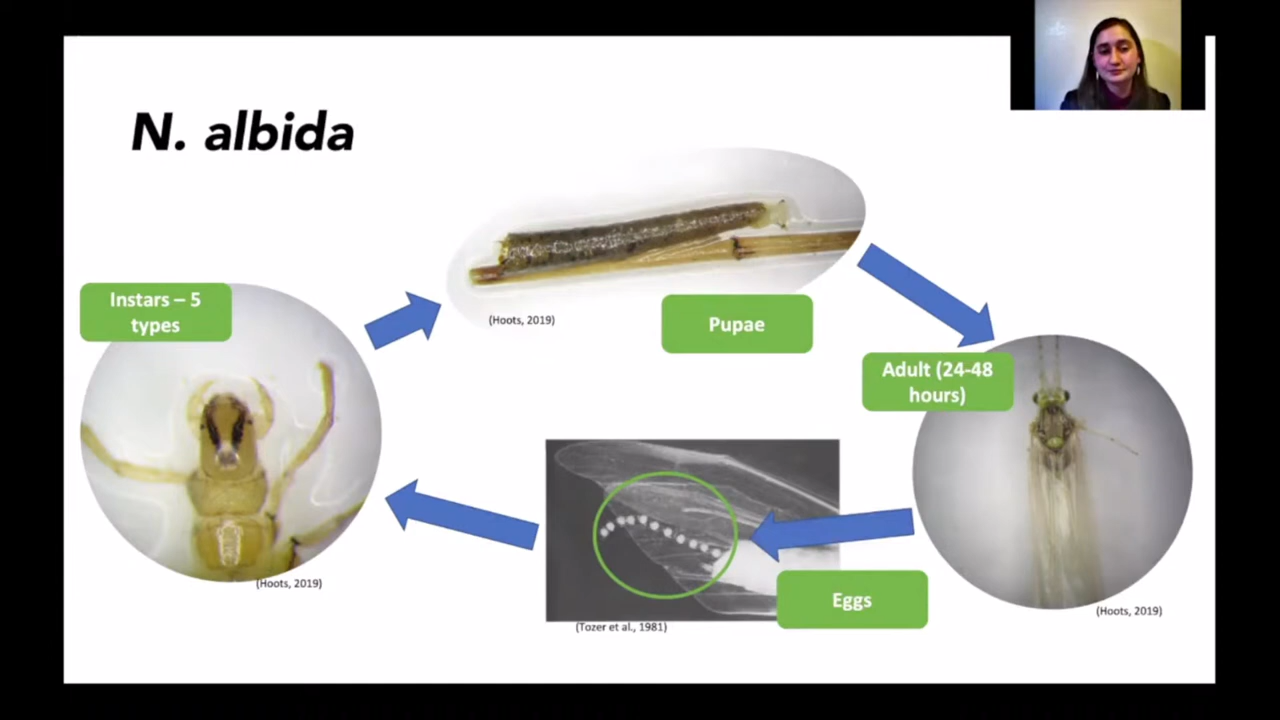 N. albida
Instars – 5
types
(Hoots, 2019)
Pupae
Adult (24-48
hours)
(Hoots, 2019)
Eggs
(Hoots, 2019)
(Tozer et al., 1981)